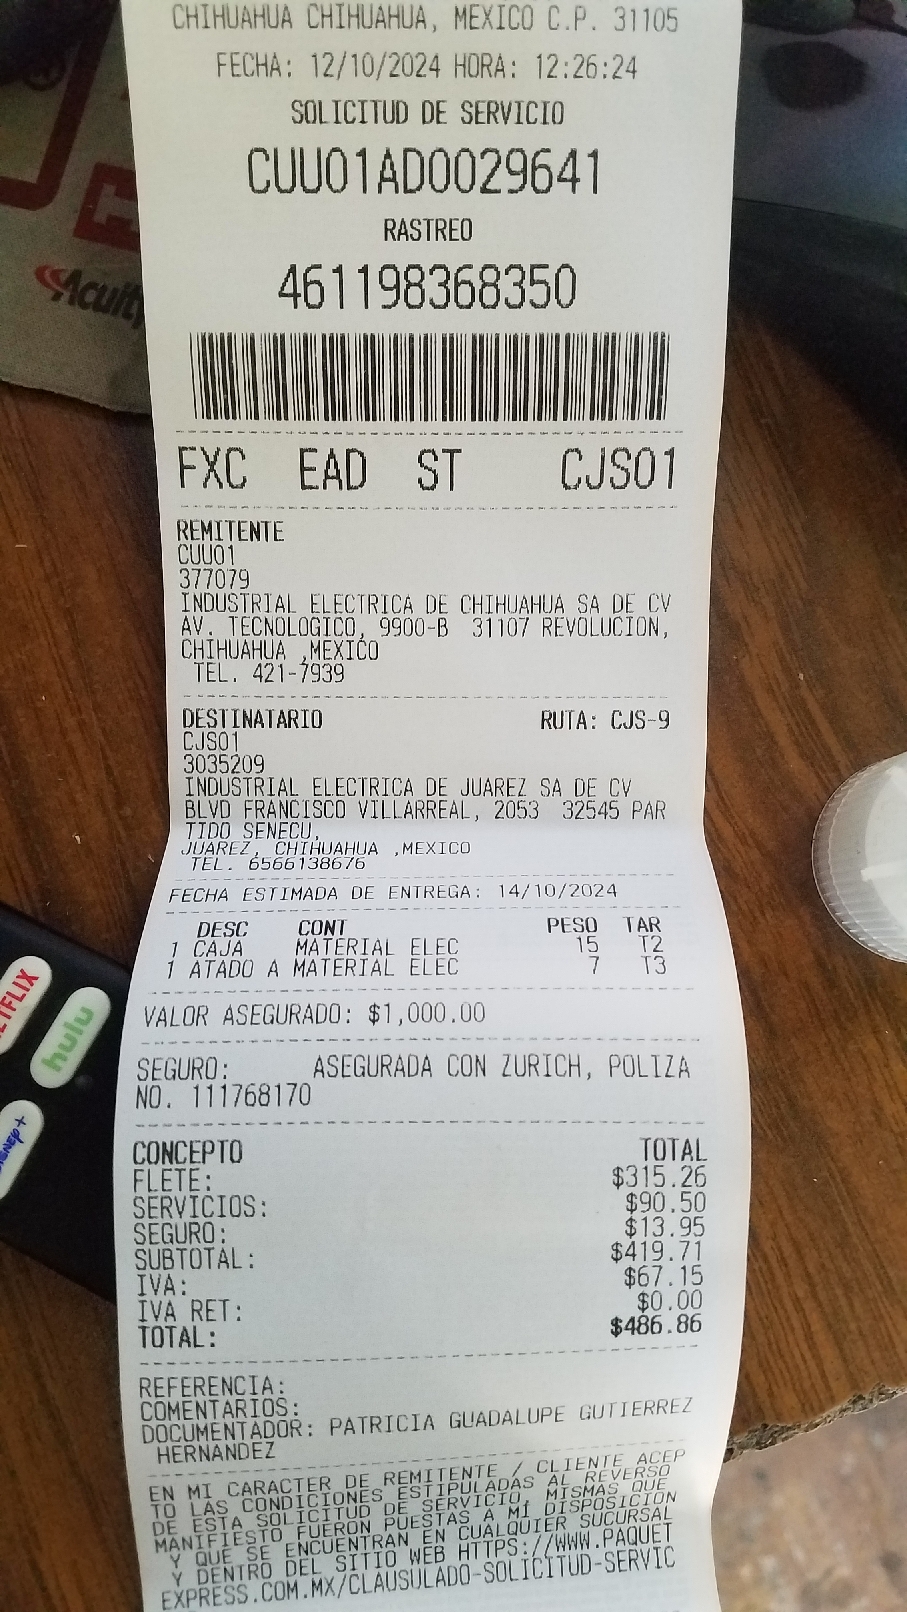 CHIHUAHUA CHIHUAHUA, MEXICO C.P. 31105
FECHA: 12/10/2024 HORA: 12:26:24
SOLICITUD DE SERVICIO
CUU01AD0029641
RASTREO
461198368350
FXC EAD ST CJS01
REMITENTE
CUU01
377079
INDUSTRIAL ELECTRICA DE CHIHUAHUA SA DE CV
AV. TECNOLOGICO, 9900-B 31107 REVOLUCION,
CHIHUAHUA ,MEXICO
TEL. 421-7939
DESTINATARIO RUTA: CJS-9
CJS01
3035209
INDUSTRIAL ELECTRICA DE JUAREZ SA DE CV
BLVD FRANCISCO VILLARREAL, 2053 32545 PAR
TIDO SENECU,
JUAREZ, CHIHUAHUA ,MEXICO
TEL. 6566138676
FECHA ESTIMADA DE ENTREGA: 14/10/2024
DESC CONT PESO TAR
1 CAJA MATERIAL ELEC 15 T2
1 ATADO A MATERIAL ELEC 7 T3
VALOR ASEGURADO: $1,000.00
SEGURO: ASEGURADA CON ZURICH, POLIZA
NO. 111768170
CONCEPTO TOTAL
FLETE: $315.26
SERVICIOS: $90.50
SEGURO: $13.95
SUBTOTAL: $419.71
IVA: $67.15
IVA RET: $0.00
TOTAL: $486.86
REFERENCIA:
COMENTARIOS:
DOCUMENTADOR: PATRICIA GUADALUPE GUTIERREZ
HERNANDEZ
EN MI CARACTER DE REMITENTE / CLIENTE ACEP
TO LAS CONDICIONES ESTIPULADAS AL REVERSO
DE ESTA SOLICITUD DE SERVICIO, MISMAS QUE
MANIFIESTO FUERON PUESTAS A MI DISPOSICION
Y QUE SE ENCUENTRAN EN CUALQUIER SUCURSAL
Y DENTRO DEL SITIO WEB HTTPS://WWW.PAQUET
EXPRESS.COM.MX/CLAUSULADO-SOLICITUD-SERVIC
Acuity
hulu